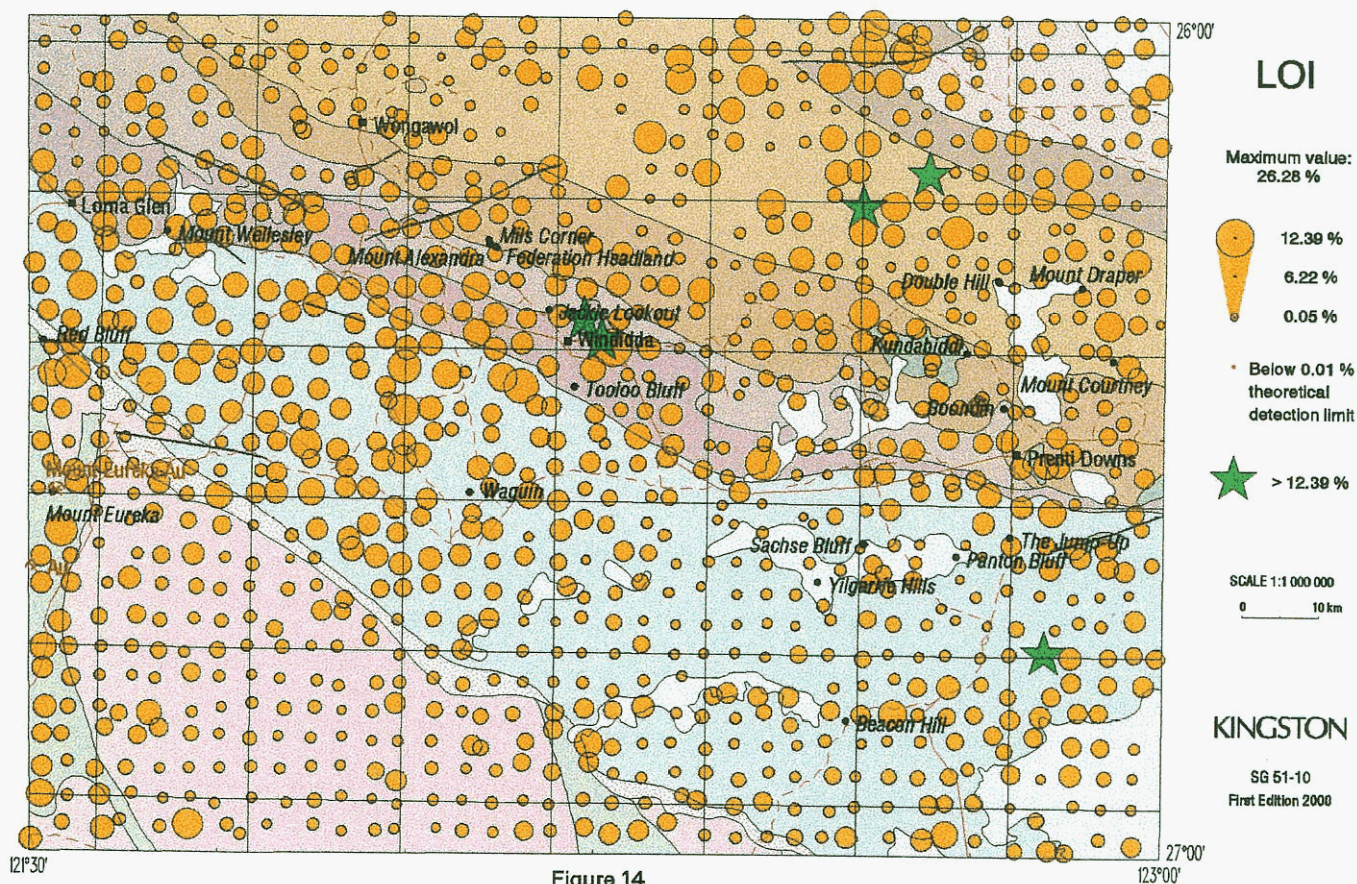 26°00'
LOI
Maximum value:
26.28 %
12.39 %
6.22 %
0.05 %
Below 0.01 %
theoretical
detection limit
> 12.39 %
SCALE 1:1 000 000
0 10 km
KINGSTON
SG 51-10
First Edition 2000
Wongawol
Lorna Glen
Mount Wellesley
Mils Corner
Mount Alexandra
Federation Headland
Double Hill
Mount Draper
Jackie Lookout
Red Bluff
Windidda
Kundabiddi
Mount Courtney
Tooloo Bluff
Boondin
Prenti Downs
Mount Eureka Au
Waguin
Mount Eureka
The Jump-Up
Sachse Bluff
Panton Bluff
Au
Yilgarite Hills
Beacon Hill
121°30'
27°00'
123°00'
Figure 14